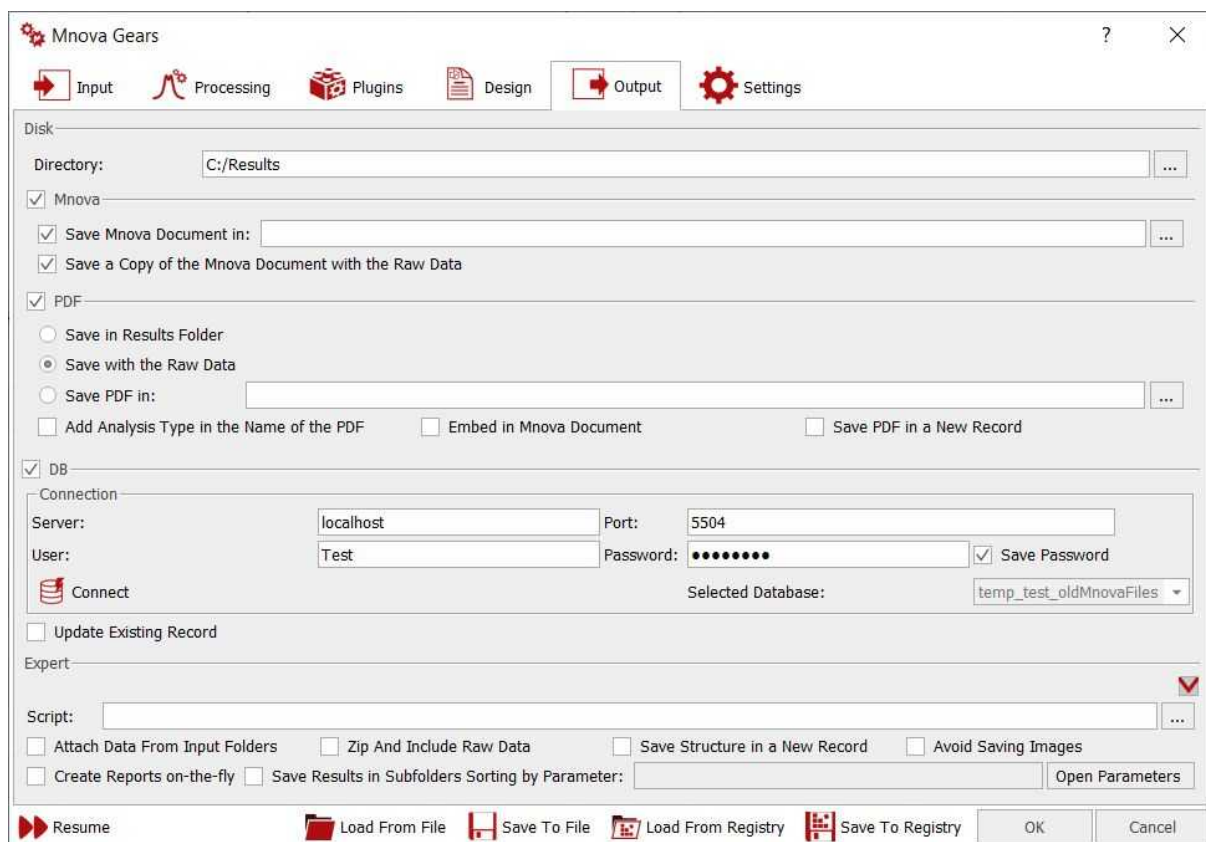 Mnova Gears ?
Input Processing Plugins Design Output Settings
Disk
Directory: C:/Results ...
Mnova
Save Mnova Document in: ...
Save a Copy of the Mnova Document with the Raw Data
PDF
Save in Results Folder
Save with the Raw Data
Save PDF in: ...
Add Analysis Type in the Name of the PDF Embed in Mnova Document Save PDF in a New Record
DB
Connection
Server: localhost Port: 5504
User: Test Password: ●●●●●●●● Save Password
Connect Selected Database: temp_test_oldMnovaFiles
Update Existing Record
Expert
Script: ...
Attach Data From Input Folders Zip And Include Raw Data Save Structure in a New Record Avoid Saving Images
Create Reports on-the-fly Save Results in Subfolders Sorting by Parameter: Open Parameters
Resume Load From File Save To File Load From Registry Save To Registry OK Cancel